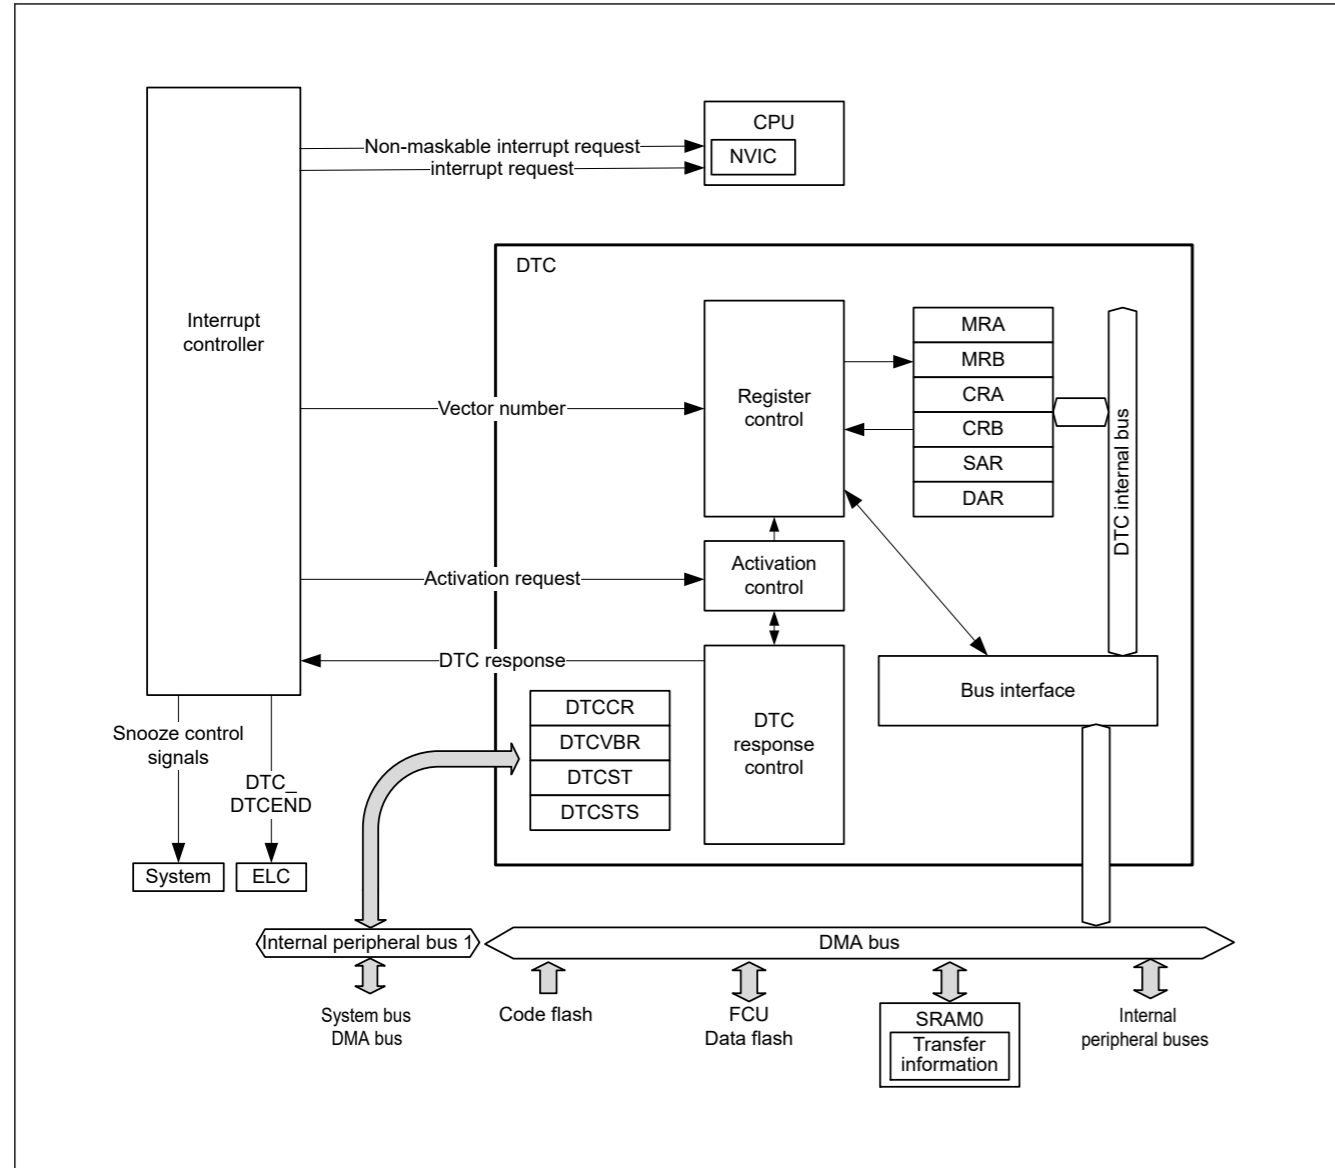 CPU
NVIC
Non-maskable interrupt request
interrupt request
DTC
Interrupt
controller
Register
control
MRA
MRB
CRA
CRB
SAR
DAR
DTC internal bus
Vector number
Activation request
Activation
control
DTC response
DTC
response
control
Bus interface
DTCCR
DTCVBR
DTCST
DTCSTS
Snooze control
signals
DTC_
DTCEND
System
ELC
Internal peripheral bus 1
DMA bus
System bus
DMA bus
Code flash
FCU
Data flash
SRAM0
Transfer
information
Internal
peripheral buses